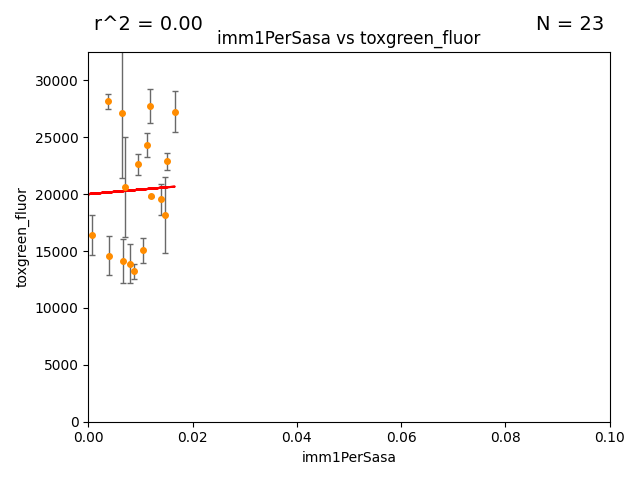 r^2 = 0.00
N = 23
imm1PerSasa vs toxgreen_fluor
30000
25000
20000
15000
10000
5000
0
toxgreen_fluor
0.00 0.02 0.04 0.06 0.08 0.10
imm1PerSasa